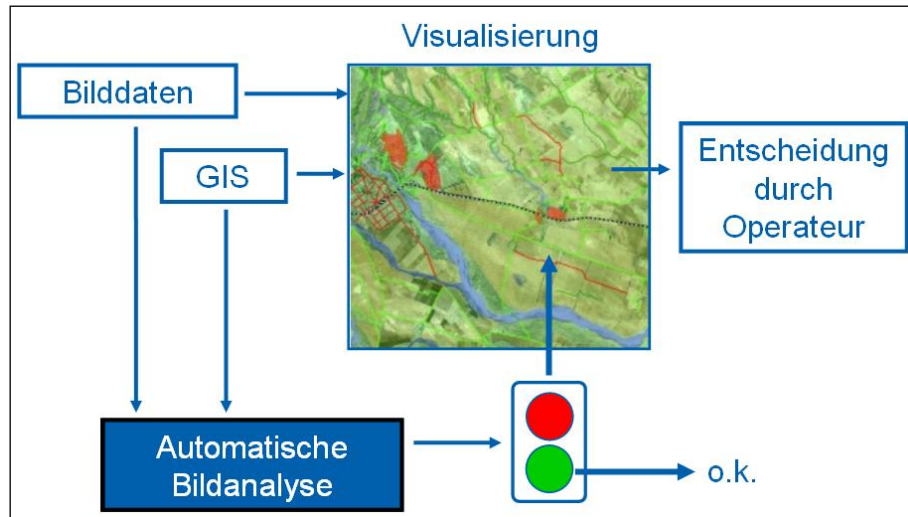 Visualisierung
Bilddaten
GIS
Entscheidung
durch
Operateur
Automatische
Bildanalyse
o.k.